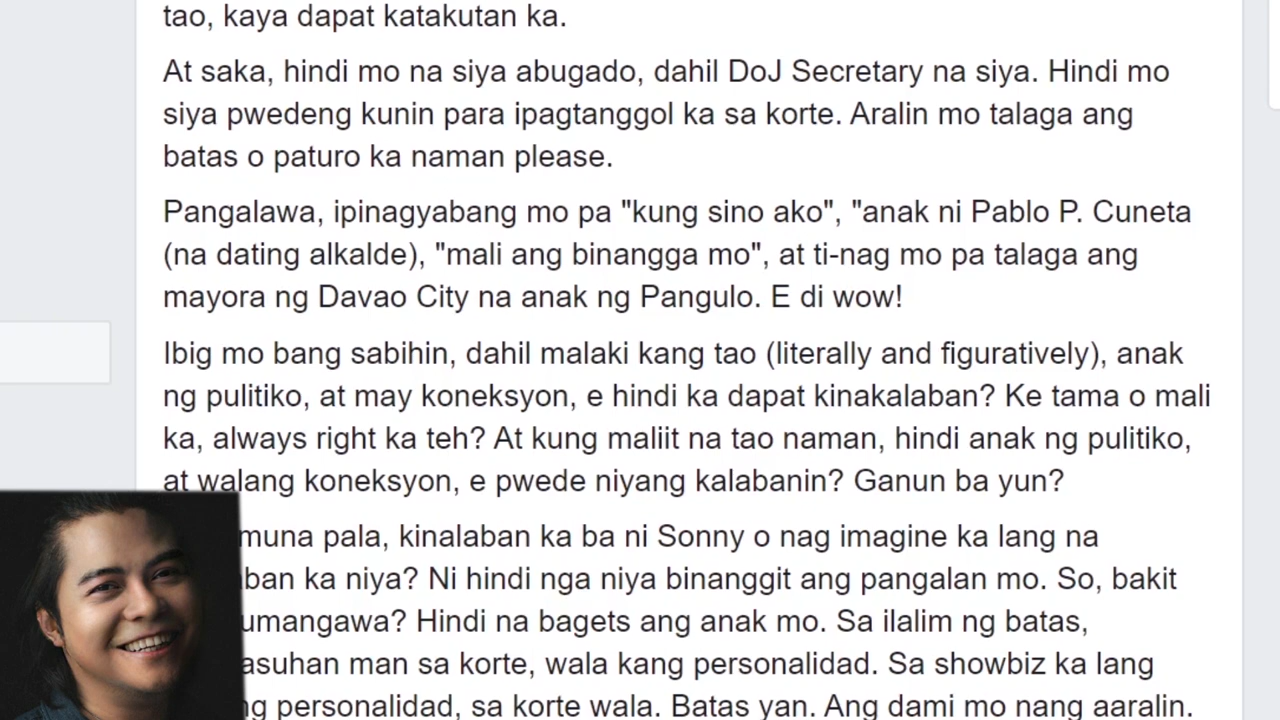 tao, kaya dapat katakutan ka.
At saka, hindi mo na siya abugado, dahil DoJ Secretary na siya. Hindi mo
siya pwedeng kunin para ipagtanggol ka sa korte. Aralin mo talaga ang
batas o paturo ka naman please.
Pangalawa, ipinagyabang mo pa "kung sino ako", "anak ni Pablo P. Cuneta
(na dating alkalde), "mali ang binangga mo", at ti-nag mo pa talaga ang
mayora ng Davao City na anak ng Pangulo. E di wow!
Ibig mo bang sabihin, dahil malaki kang tao (literally and figuratively), anak
ng pulitiko, at may koneksyon, e hindi ka dapat kinakalaban? Ke tama o mali
ka, always right ka teh? At kung maliit na tao naman, hindi anak ng pulitiko,
at walang koneksyon, e pwede niyang kalabanin? Ganun ba yun?
muna pala, kinalaban ka ba ni Sonny o nag imagine ka lang na
ka niya? Ni hindi nga niya binanggit ang pangalan mo. So, bakit
Hindi na bagets ang anak mo. Sa ilalim ng batas,
man sa korte, wala kang personalidad. Sa showbiz ka lang
personalidad, sa korte wala. Batas yan. Ang dami mo nang aaralin.